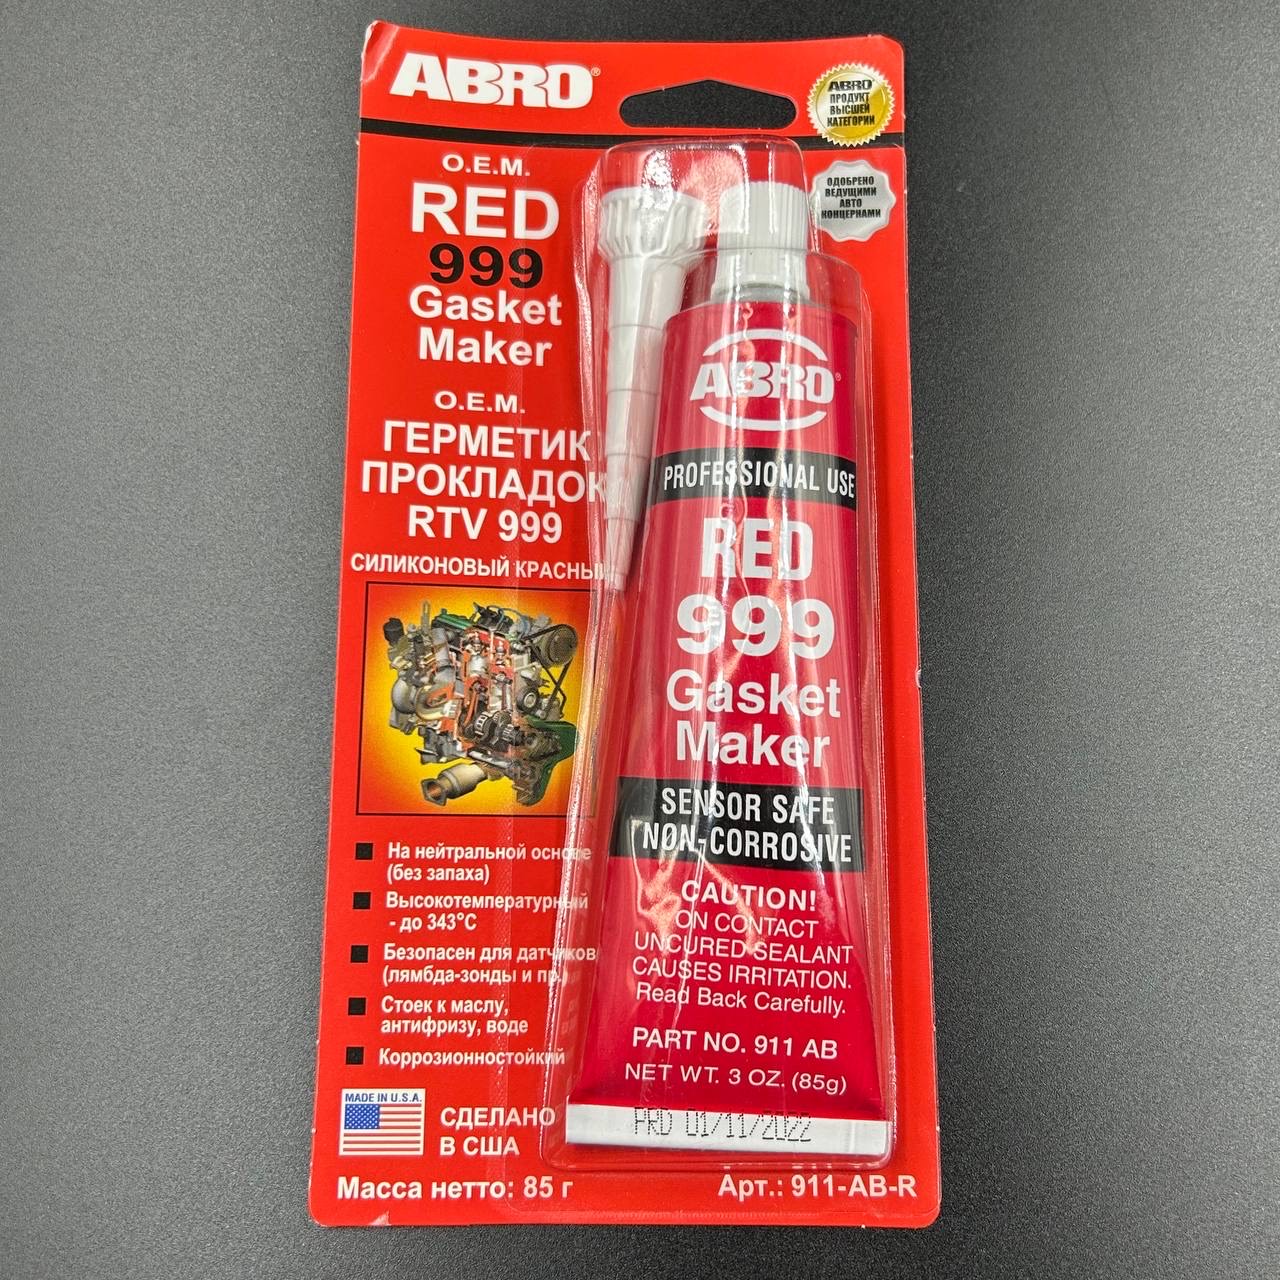 ABRO®
ABRO®
ПРОДУКТ
ВЫСШЕЙ
КАТЕГОРИИ
ОДОБРЕНО
ВЕДУЩИМИ
АВТО
КОНЦЕРНАМИ
O.E.M.
RED
999
Gasket
Maker
O.E.M.
ГЕРМЕТИК
ПРОКЛАДОК
RTV 999
СИЛИКОНОВЫЙ КРАСНЫЙ
На нейтральной основе
(без запаха)
Высокотемпературный
- до 343°С
Безопасен для датчиков
(лямбда-зонды и пр.)
Стоек к маслу,
антифризу, воде
Коррозионностойкий
MADE IN U.S.A.
СДЕЛАНО
В США
Масса нетто: 85 г
Арт.: 911-AB-R
ABRO®
PROFESSIONAL USE
RED
999
Gasket
Maker
SENSOR SAFE
NON-CORROSIVE
CAUTION!
ON CONTACT
UNCURED SEALANT
CAUSES IRRITATION.
Read Back Carefully.
PART NO. 911 AB
NET WT. 3 OZ. (85g)
PRD 01/11/2022